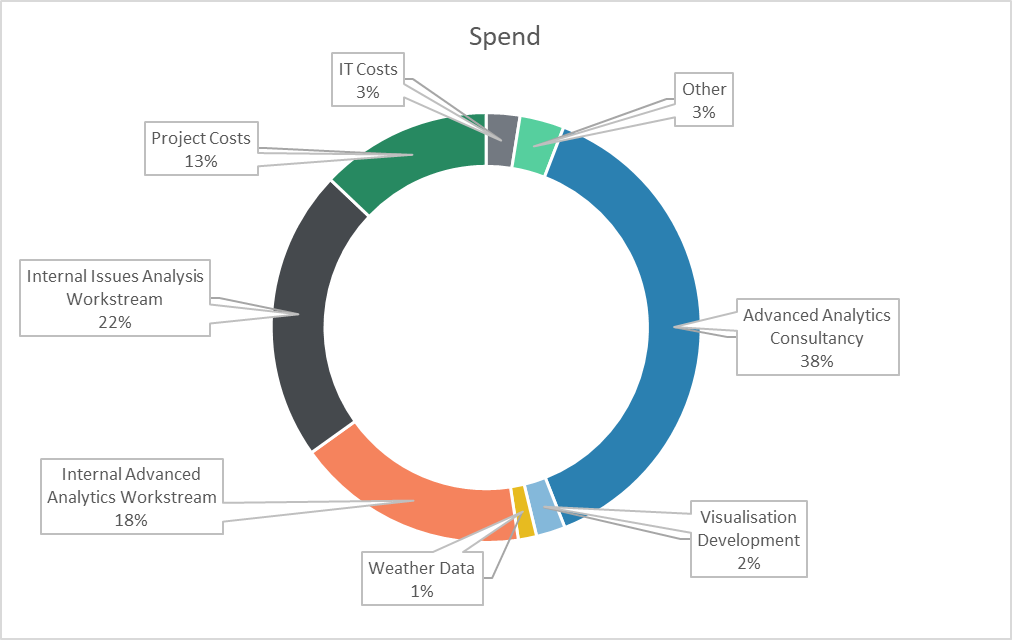 Spend
IT Costs
3%
Other
3%
Project Costs
13%
Internal Issues Analysis
Workstream
22%
Advanced Analytics
Consultancy
38%
Internal Advanced
Analytics Workstream
18%
Visualisation
Development
2%
Weather Data
1%